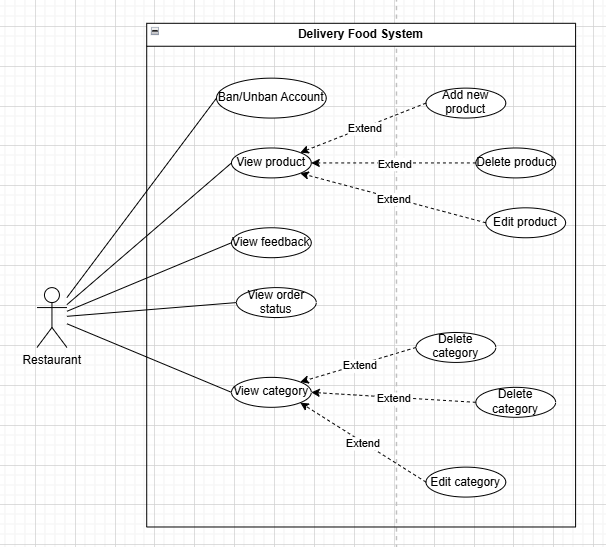 Delivery Food System
Ban/Unban Account
Add new
product
Extend
View product
Extend
Delete product
Extend
Edit product
View feedback
View order
status
Restaurant
Delete
category
Extend
View category
Extend
Delete
category
Extend
Edit category